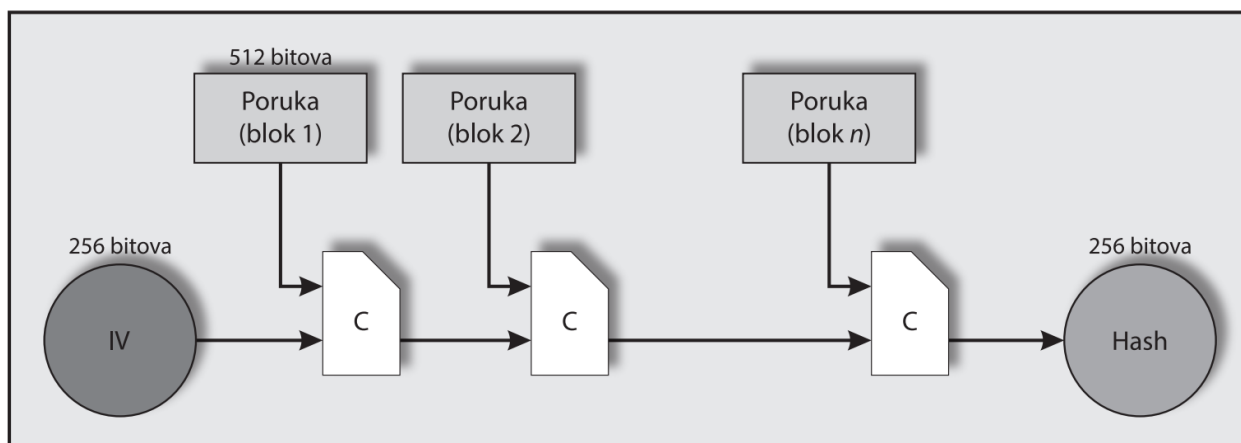 512 bitova
Poruka
(blok 1)
Poruka
(blok 2)
Poruka
(blok n)
256 bitova
IV
C
C
C
256 bitova
Hash